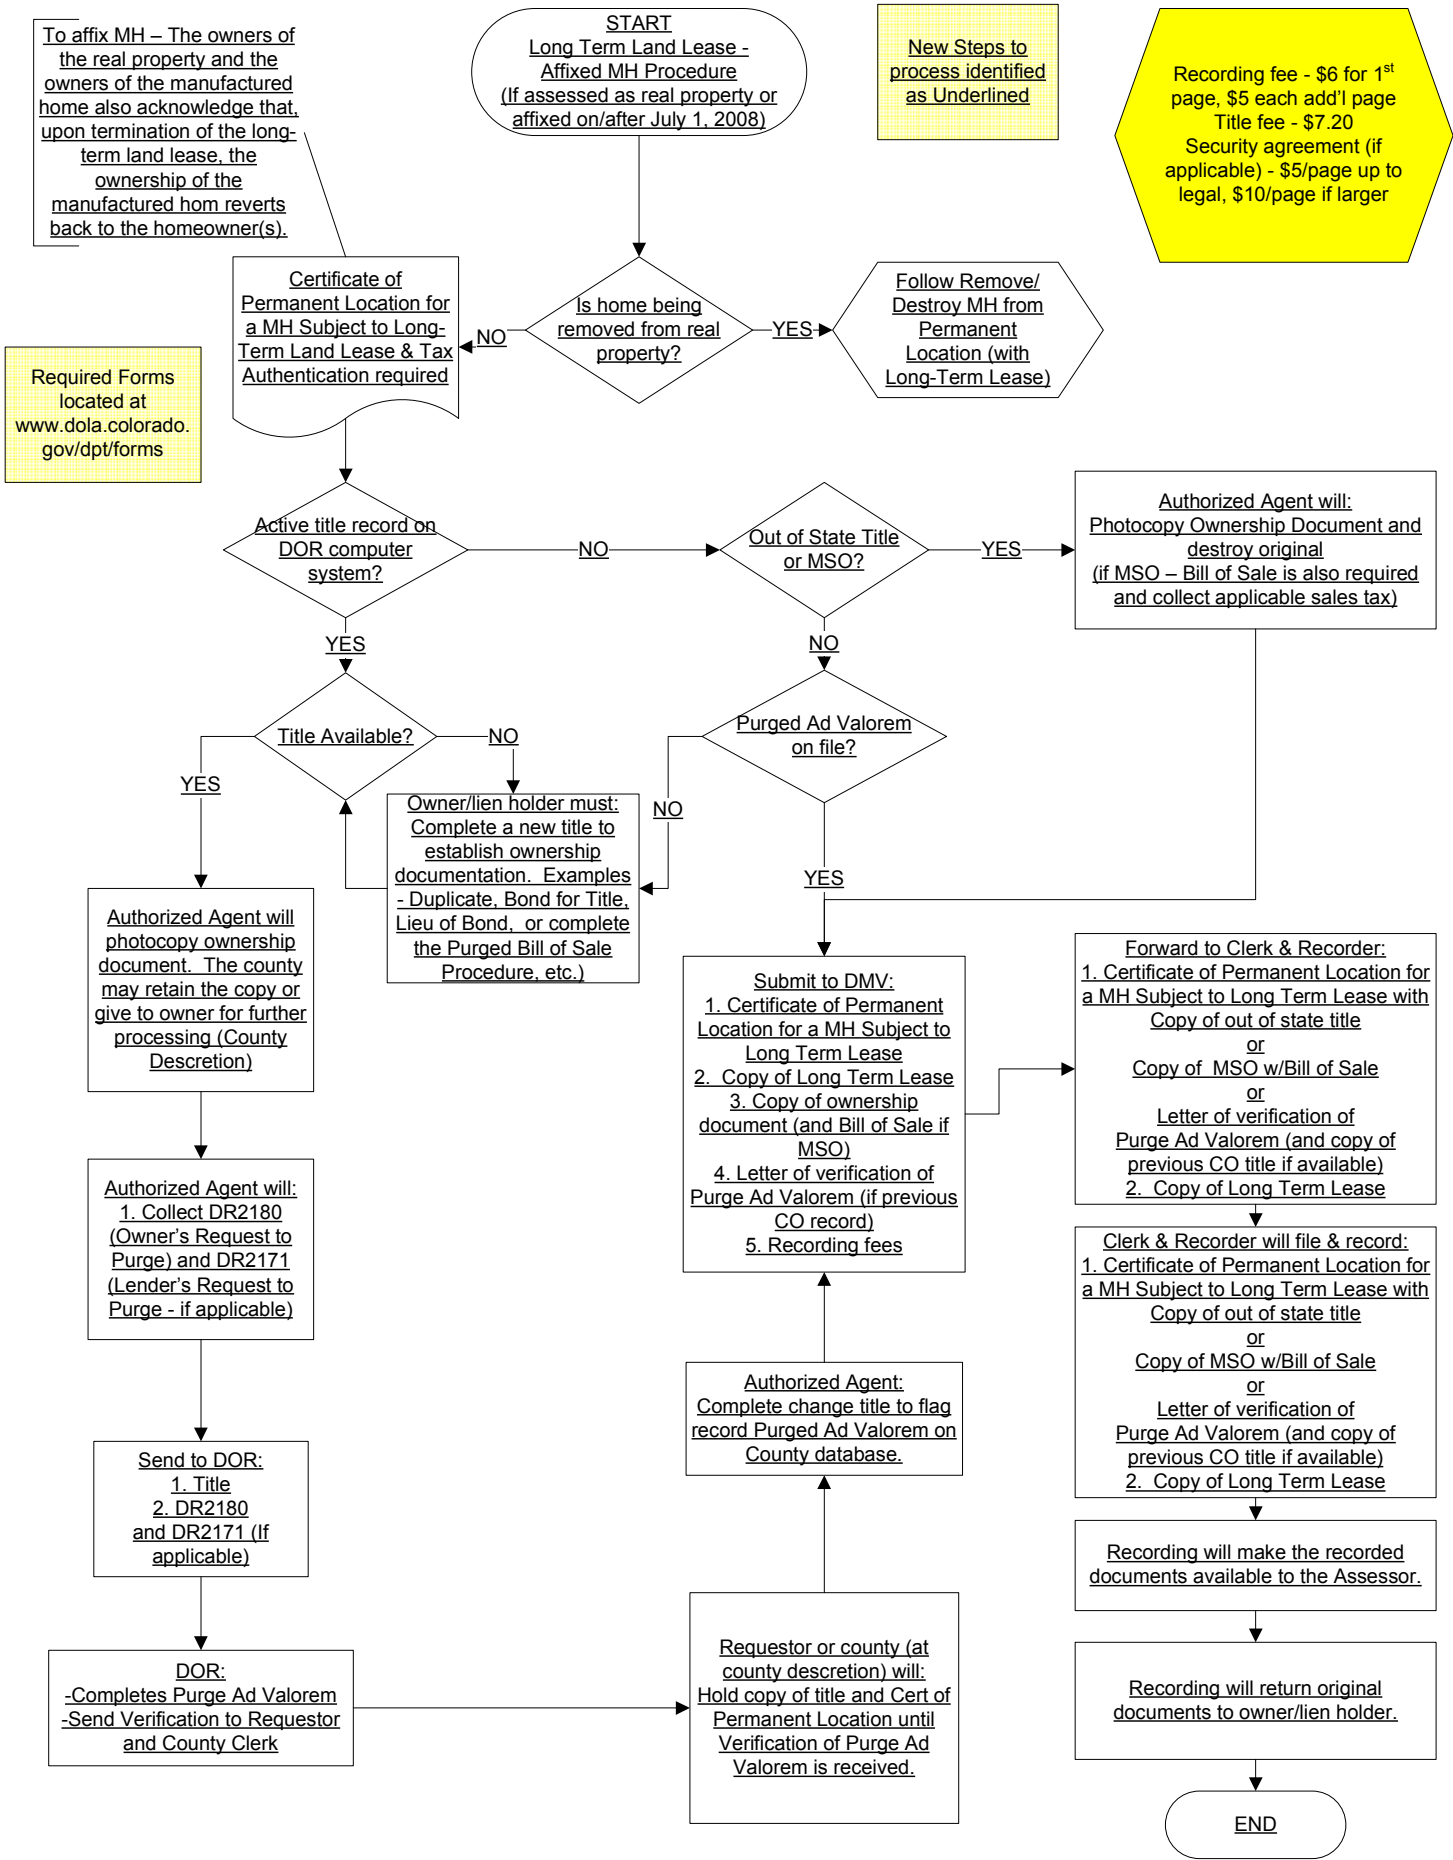 To affix MH – The owners of
the real property and the
owners of the manufactured
home also acknowledge that,
upon termination of the long-
term land lease, the
ownership of the
manufactured hom reverts
back to the homeowner(s).
START
Long Term Land Lease -
Affixed MH Procedure
(If assessed as real property or
affixed on/after July 1, 2008)
New Steps to
process identified
as Underlined
Recording fee - $6 for 1st
page, $5 each add'l page
Title fee - $7.20
Security agreement (if
applicable) - $5/page up to
legal, $10/page if larger
Certificate of
Permanent Location for
a MH Subject to Long-
Term Land Lease & Tax
Authentication required
NO
Is home being
removed from real
property?
YES
Follow Remove/
Destroy MH from
Permanent
Location (with
Long-Term Lease)
Required Forms
located at
www.dola.colorado.
gov/dpt/forms
Active title record on
DOR computer
system?
NO
Out of State Title
or MSO?
YES
Authorized Agent will:
Photocopy Ownership Document and
destroy original
(if MSO – Bill of Sale is also required
and collect applicable sales tax)
YES
NO
Title Available?
NO
Purged Ad Valorem
on file?
YES
NO
YES
Owner/lien holder must:
Complete a new title to
establish ownership
documentation. Examples
- Duplicate, Bond for Title,
Lieu of Bond, or complete
the Purged Bill of Sale
Procedure, etc.)
Authorized Agent will
photocopy ownership
document. The county
may retain the copy or
give to owner for further
processing (County
Descretion)
Submit to DMV:
1. Certificate of Permanent
Location for a MH Subject to
Long Term Lease
2. Copy of Long Term Lease
3. Copy of ownership
document (and Bill of Sale if
MSO)
4. Letter of verification of
Purge Ad Valorem (if previous
CO record)
5. Recording fees
Forward to Clerk & Recorder:
1. Certificate of Permanent Location for
a MH Subject to Long Term Lease with
Copy of out of state title
or
Copy of MSO w/Bill of Sale
or
Letter of verification of
Purge Ad Valorem (and copy of
previous CO title if available)
2. Copy of Long Term Lease
Authorized Agent will:
1. Collect DR2180
(Owner's Request to
Purge) and DR2171
(Lender's Request to
Purge - if applicable)
Clerk & Recorder will file & record:
1. Certificate of Permanent Location for
a MH Subject to Long Term Lease with
Copy of out of state title
or
Copy of MSO w/Bill of Sale
or
Letter of verification of
Purge Ad Valorem (and copy of
previous CO title if available)
2. Copy of Long Term Lease
Authorized Agent:
Complete change title to flag
record Purged Ad Valorem on
County database.
Send to DOR:
1. Title
2. DR2180
and DR2171 (If
applicable)
Recording will make the recorded
documents available to the Assessor.
DOR:
-Completes Purge Ad Valorem
-Send Verification to Requestor
and County Clerk
Requestor or county (at
county descretion) will:
Hold copy of title and Cert of
Permanent Location until
Verification of Purge Ad
Valorem is received.
Recording will return original
documents to owner/lien holder.
END